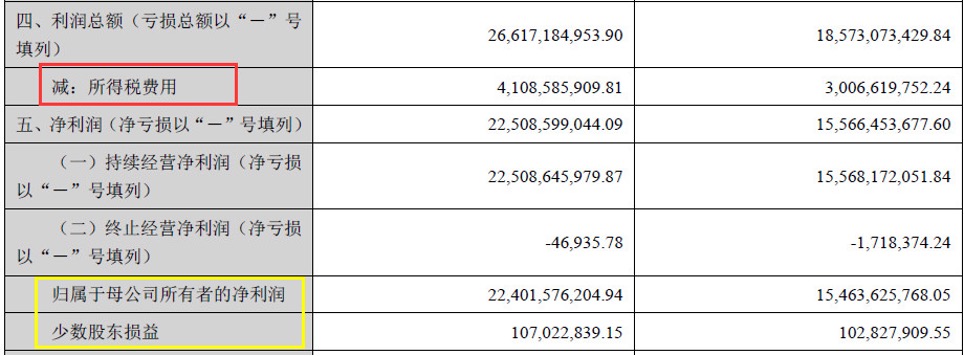 四、利润总额（亏损总额以“－”号
填列）
26,617,184,953.90
18,573,073,429.84
减：所得税费用
4,108,585,909.81
3,006,619,752.24
五、净利润（净亏损以“－”号填列）
22,508,599,044.09
15,566,453,677.60
（一）持续经营净利润（净亏损
以“－”号填列）
22,508,645,979.87
15,568,172,051.84
（二）终止经营净利润（净亏损
以“－”号填列）
-46,935.78
-1,718,374.24
归属于母公司所有者的净利润
22,401,576,204.94
15,463,625,768.05
少数股东损益
107,022,839.15
102,827,909.55